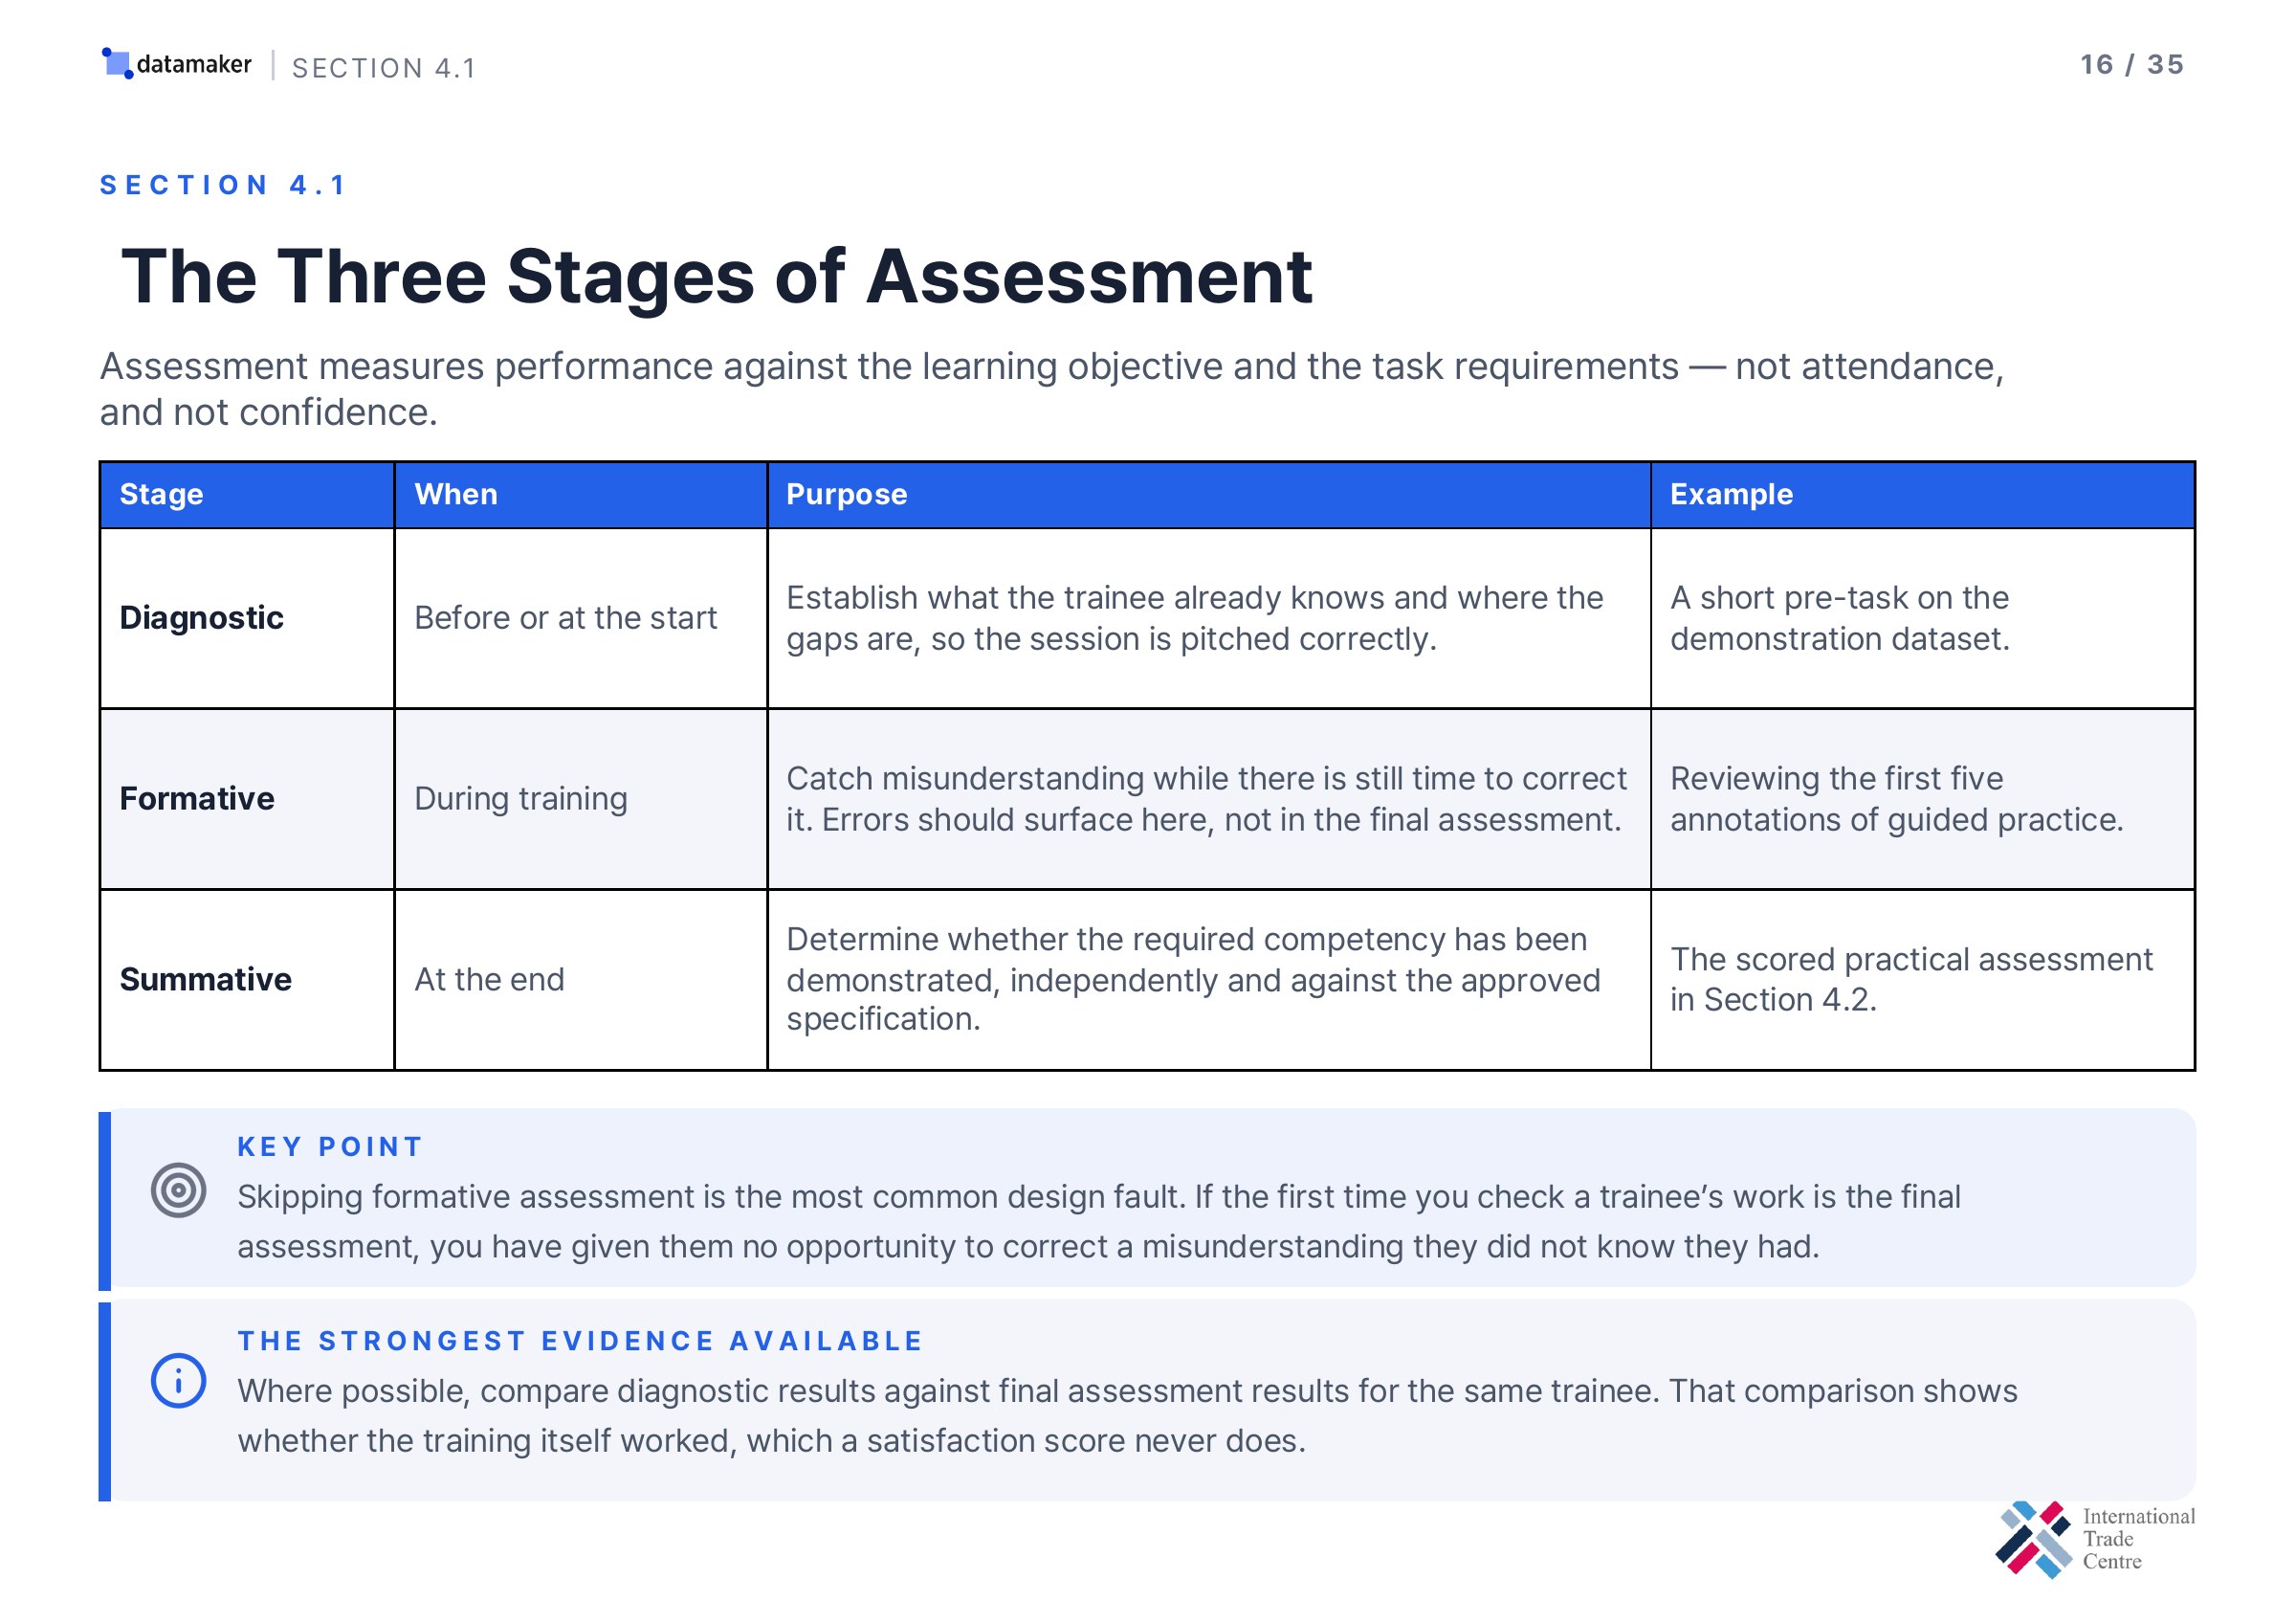 datamaker | SECTION 4.1
16 / 35
SECTION 4.1
The Three Stages of Assessment
Assessment measures performance against the learning objective and the task requirements — not attendance,
and not confidence.
Stage When Purpose Example
Diagnostic
Before or at the start
Establish what the trainee already knows and where the
gaps are, so the session is pitched correctly.
A short pre-task on the
demonstration dataset.
Formative
During training
Catch misunderstanding while there is still time to correct
it. Errors should surface here, not in the final assessment.
Reviewing the first five
annotations of guided practice.
Summative
At the end
Determine whether the required competency has been
demonstrated, independently and against the approved
specification.
The scored practical assessment
in Section 4.2.
KEY POINT
Skipping formative assessment is the most common design fault. If the first time you check a trainee’s work is the final
assessment, you have given them no opportunity to correct a misunderstanding they did not know they had.
THE STRONGEST EVIDENCE AVAILABLE
Where possible, compare diagnostic results against final assessment results for the same trainee. That comparison shows
whether the training itself worked, which a satisfaction score never does.
International
Trade
Centre